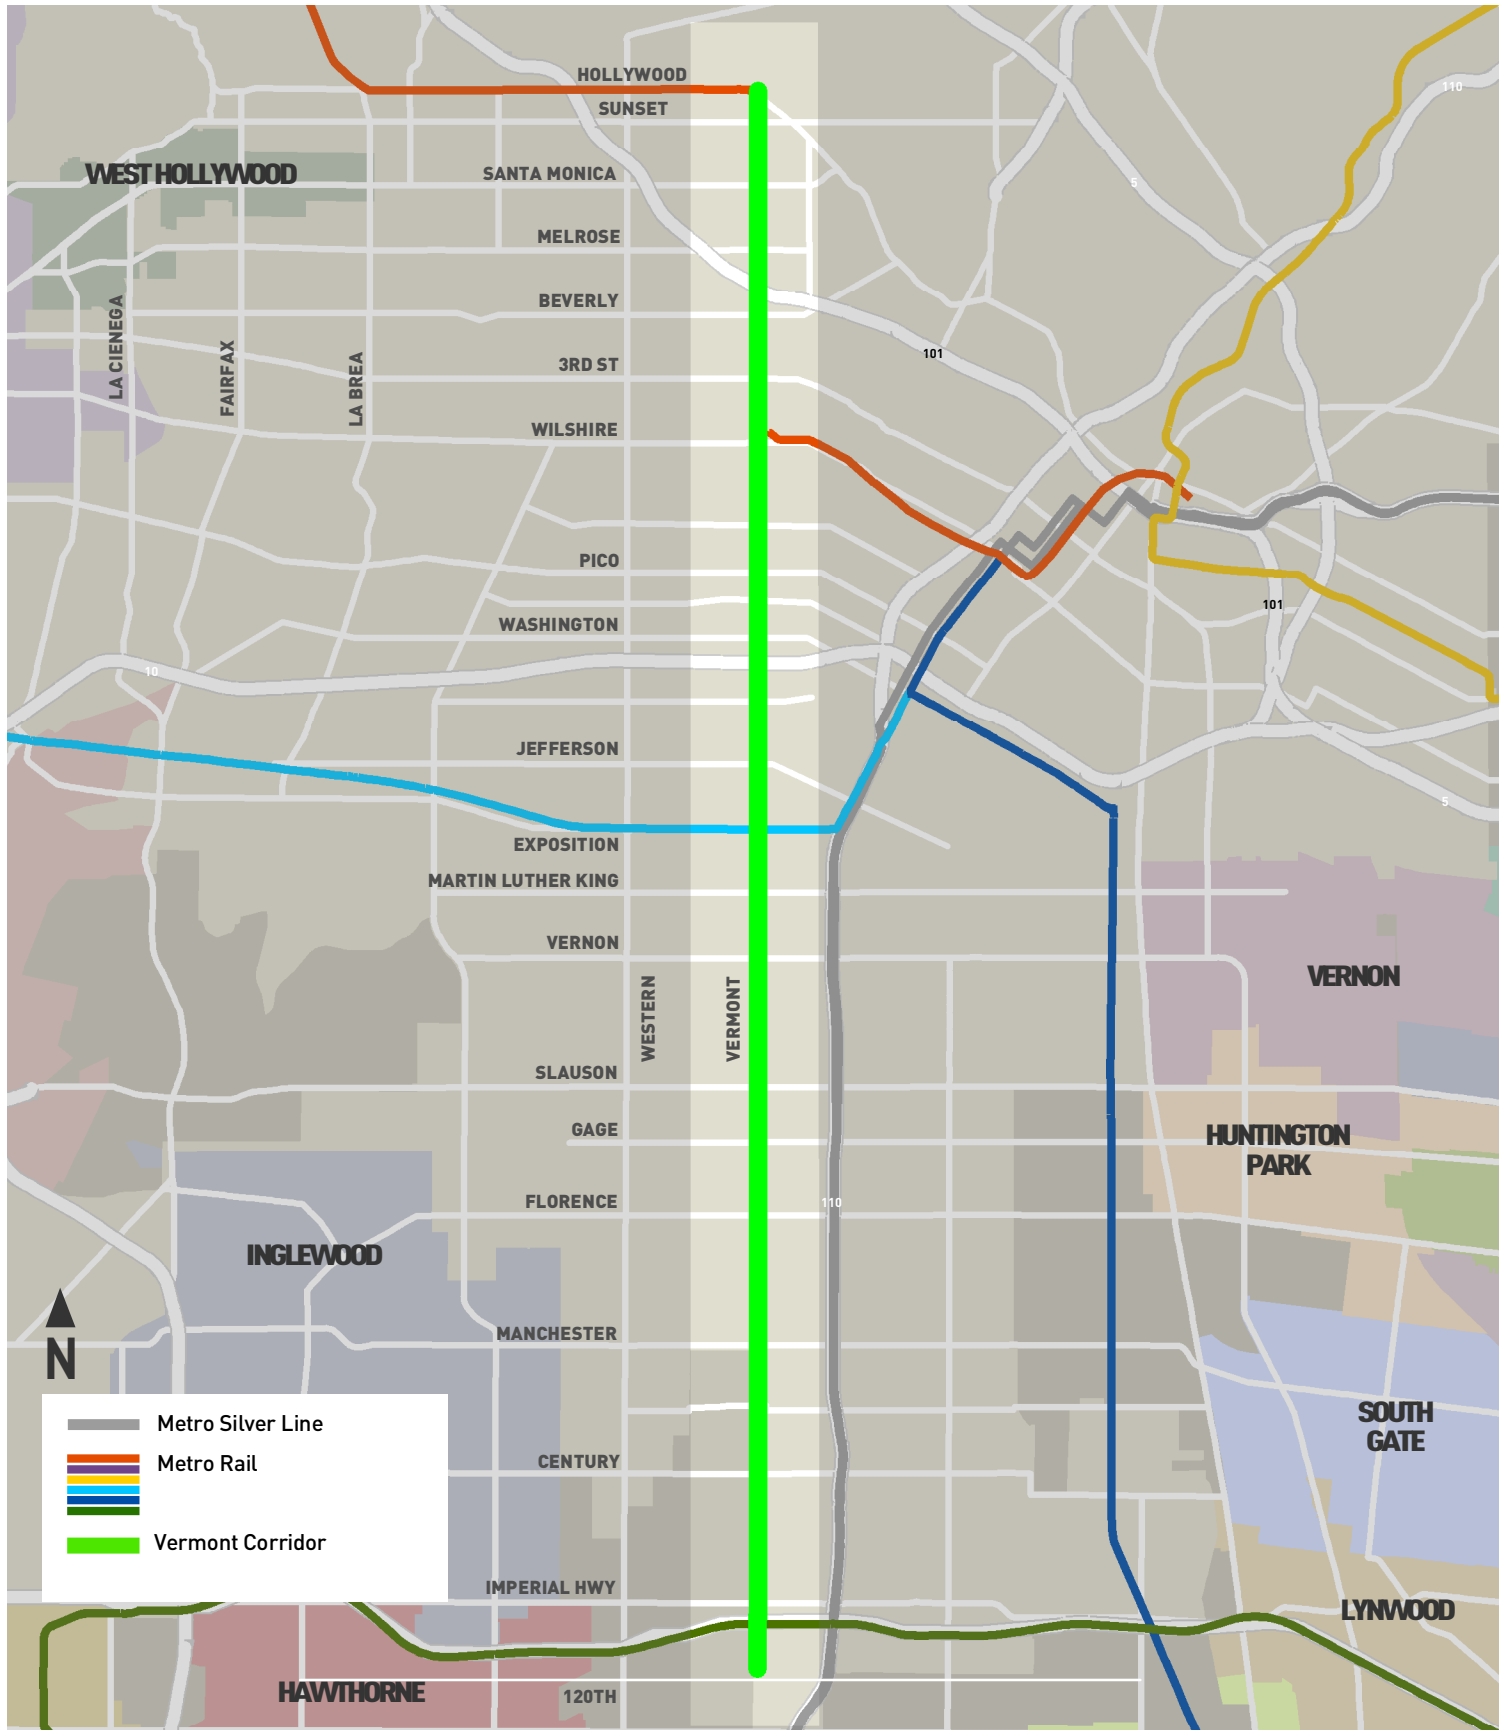 HOLLYWOOD
110
SUNSET
WEST HOLLYWOOD
SANTA MONICA
5
MELROSE
BEVERLY
LA CIENEGA
FAIRFAX
LA BREA
101
3RD ST
WILSHIRE
PICO
101
WASHINGTON
10
JEFFERSON
5
EXPOSITION
MARTIN LUTHER KING
VERNON
VERNON
WESTERN
VERMONT
SLAUSON
GAGE
HUNTINGTON
PARK
FLORENCE
110
INGLEWOOD
MANCHESTER
N
SOUTH
GATE
Metro Silver Line
CENTURY
Metro Rail
Vermont Corridor
IMPERIAL HWY
LYNWOOD
HAWTHORNE
120TH